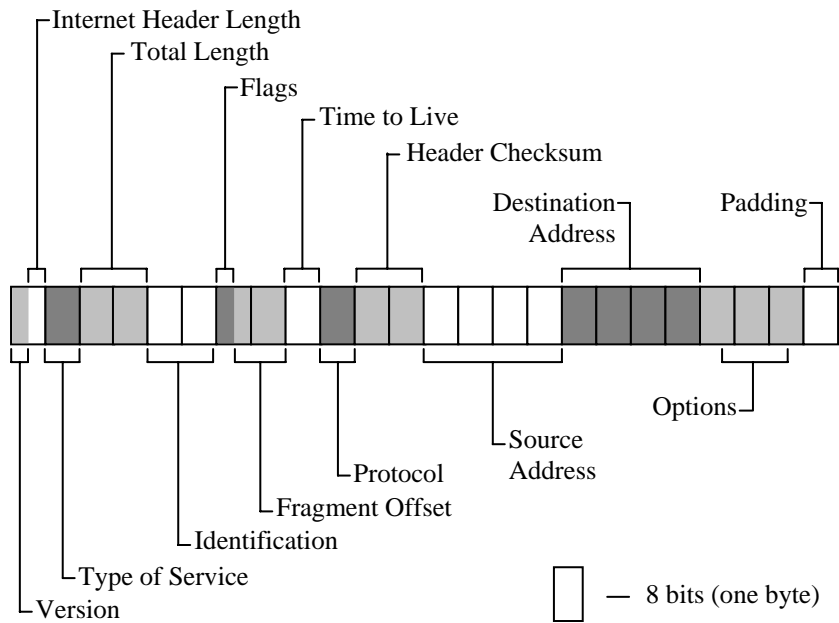 Internet Header Length
Total Length
Flags
Time to Live
Header Checksum
Destination
Address
Padding
Options
Source
Address
Protocol
Fragment Offset
Identification
Type of Service
Version
— 8 bits (one byte)